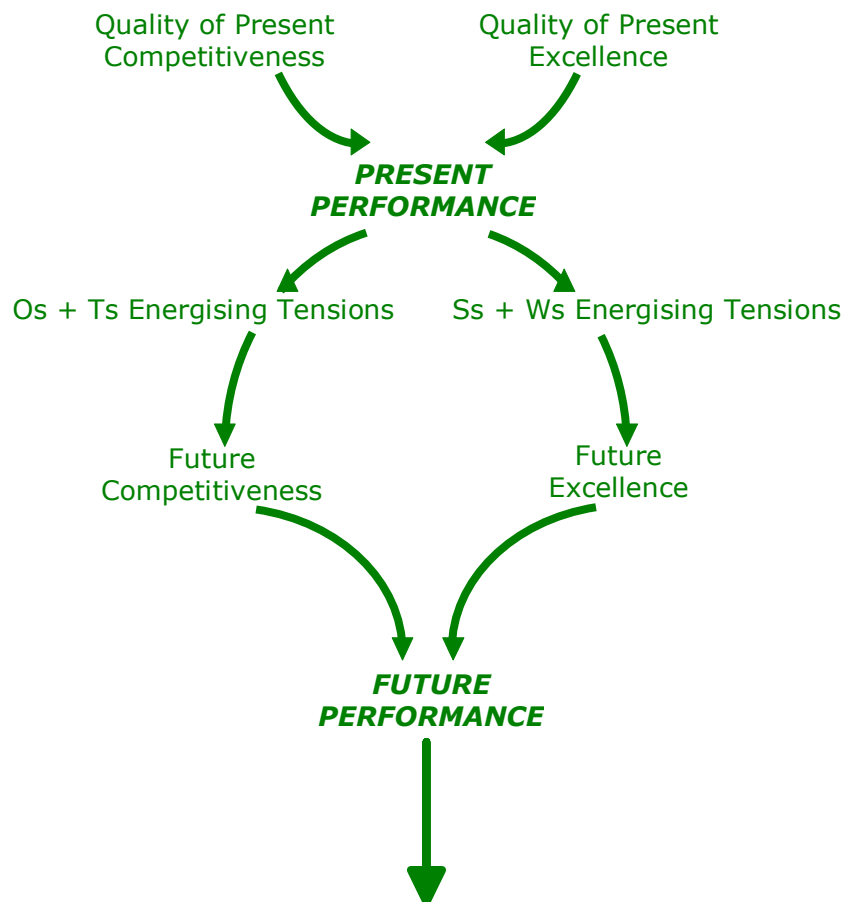 Quality of Present
Competitiveness
Quality of Present
Excellence
PRESENT
PERFORMANCE
Os + Ts Energising Tensions
Ss + Ws Energising Tensions
Future
Competitiveness
Future
Excellence
FUTURE
PERFORMANCE